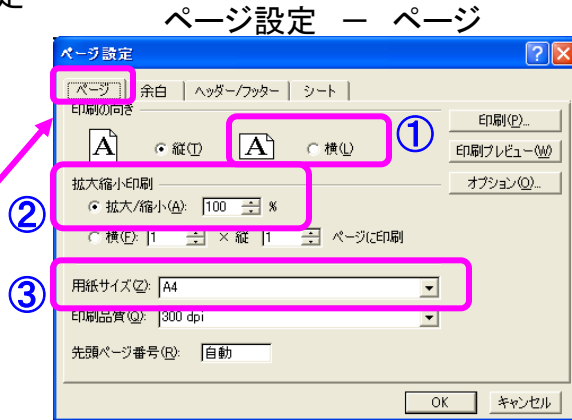 定
ページ設定 － ページ
ページ設定
ページ 余白 ヘッダー/フッター シート
印刷の向き
A 縦(T) A 横(L) ①
印刷(P)...
印刷プレビュー(W)
オプション(O)...
拡大縮小印刷
② 拡大/縮小(A): 100 %
横(F): 1 × 縦 1 ページに印刷
③ 用紙サイズ(Z): A4
印刷品質(Q): 300 dpi
先頭ページ番号(R): 自動
OK キャンセル